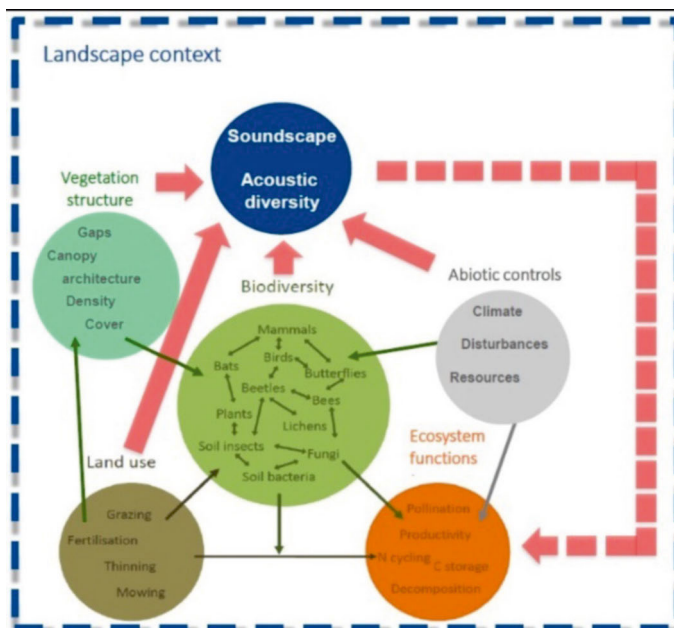 Landscape context
Soundscape
Acoustic
diversity
Vegetation
structure
Gaps
Canopy
architecture
Density
Cover
Biodiversity
Mammals
Birds
Bats
Butterflies
Beetles
Bees
Plants
Lichens
Soil insects
Fungi
Soil bacteria
Abiotic controls
Climate
Disturbances
Resources
Land use
Grazing
Fertilisation
Thinning
Mowing
Ecosystem
functions
Pollination
Productivity
N cycling
C storage
Decomposition